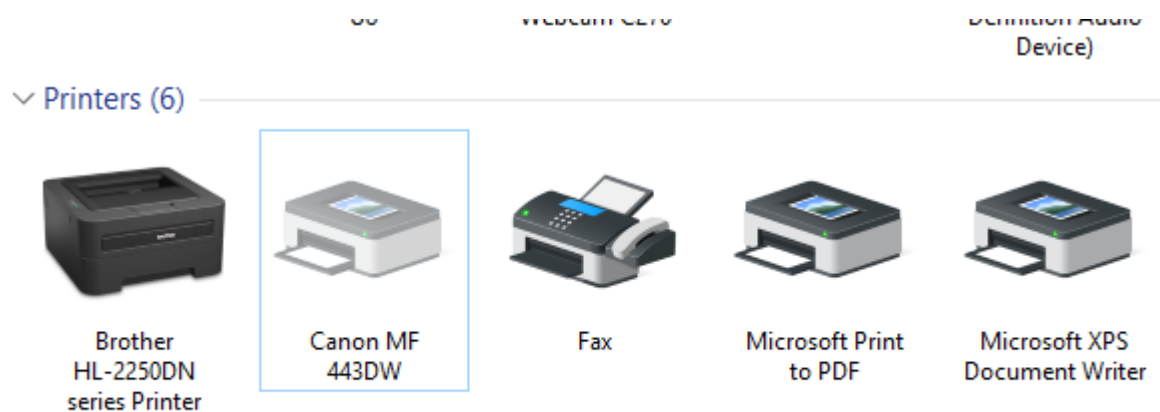 Device)
Printers (6)
Brother
HL-2250DN
series Printer
Canon MF
443DW
Fax
Microsoft Print
to PDF
Microsoft XPS
Document Writer